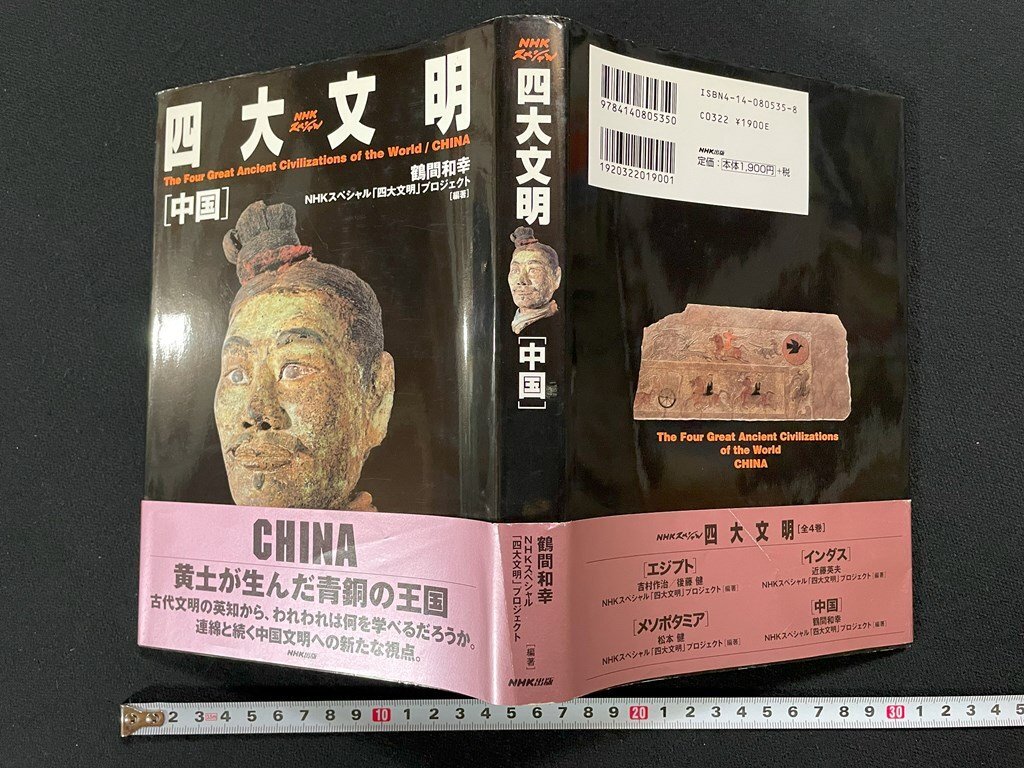 四大文明
NHK
スペシャル
The Four Great Ancient Civilizations of the World / CHINA
鶴間和幸
NHKスペシャル「四大文明」プロジェクト
[編著]
[中国]
CHINA
黄土が生んだ青銅の王国
古代文明の英知から、われわれは何を学べるだろうか。
連綿と続く中国文明への新たな視点。
NHK出版
NHK
スペシャル
四大文明
[中国]
鶴間和幸
NHKスペシャル
「四大文明」プロジェクト
[編著]
NHK出版
9784140805350
ISBN4-14-080535-8
C0322 ¥1900E
1920322019001
NHK出版
定価:本体1,900円+税
The Four Great Ancient Civilizations
of the World
CHINA
NHKスペシャル 四大文明 [全4巻]
[エジプト]
吉村作治/後藤 健
NHKスペシャル「四大文明」プロジェクト[編著]
[インダス]
近藤英夫
NHKスペシャル「四大文明」プロジェクト[編著]
[メソポタミア]
松本 健
NHKスペシャル「四大文明」プロジェクト[編著]
[中国]
鶴間和幸
NHKスペシャル「四大文明」プロジェクト[編著]
2 3 4 5 6 7 8 9 10 1 2 3 4 5 6 7 8 9 20 1 2 3 4 5 6 7 8 9 30 1 2 3 4 5